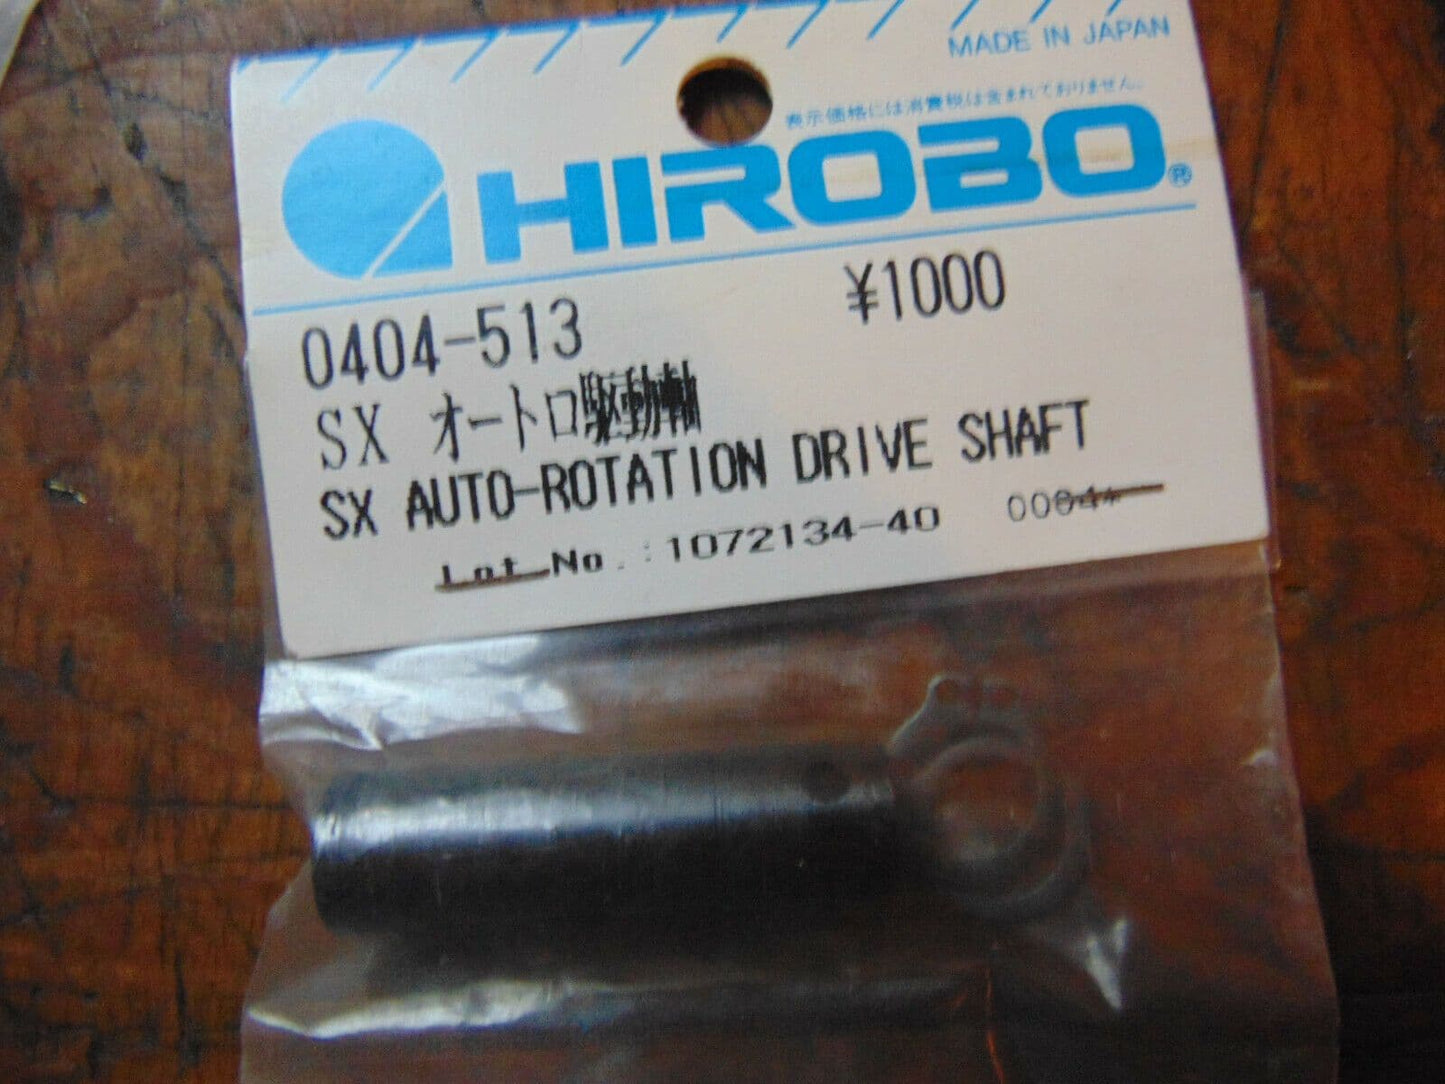 MADE IN JAPAN
表示価格には消費税は含まれておりません。
HIROBO®
0404-513 ¥1000
SX オートロ駆動軸
SX AUTO-ROTATION DRIVE SHAFT
Lot No.:1072134-40